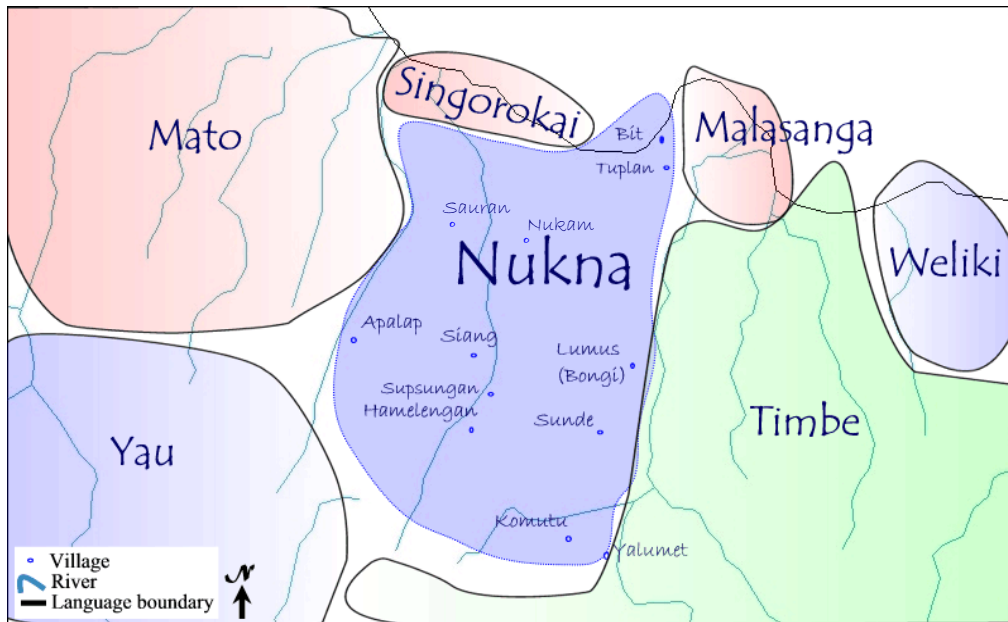 Mato
Singorokai
Malasanga
Bit
Tuplan
Sauran
Nukam
Nukna
Weliki
Apalap
Siang
Lumus
(Bongi)
Supsungan
Hamelengan
Sunde
Timbe
Yau
Komutu
Yalumet
Village
River
Language boundary
N